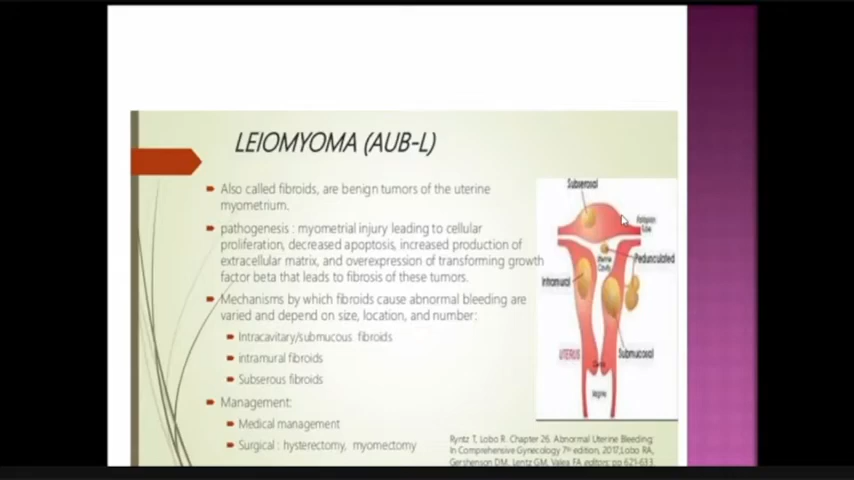 LEIOMYOMA (AUB-L)
Also called fibroids, are benign tumors of the uterine
myometrium.
pathogenesis : myometrial injury leading to cellular
proliferation, decreased apoptosis, increased production of
extracellular matrix, and overexpression of transforming growth
factor beta that leads to fibrosis of these tumors.
Mechanisms by which fibroids cause abnormal bleeding are
varied and depend on size, location, and number:
Intracavitary/submucous fibroids
intramural fibroids
Subserous fibroids
Management:
Medical management
Surgical : hysterectomy, myomectomy
Subserosal
Fallopian
Tube
Uterine
Cavity
Pedunculated
Intramural
Submucosal
UTERUS
Cervix
Vagina
Ryntz T, Lobo R. Chapter 26. Abnormal Uterine Bleeding;
In Comprehensive Gynecology 7th edition, 2017,Lobo RA,
Gershenson DM, Lentz GM, Valea FA editors; pp 621-633.